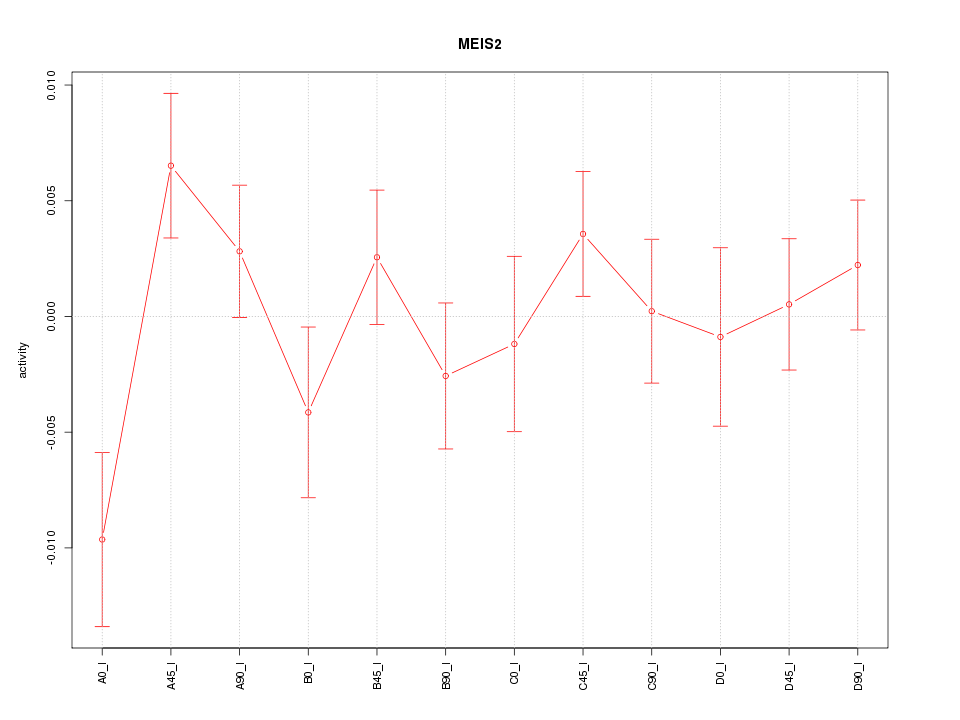 MEIS2
activity
0.010
0.005
0.000
-0.005
-0.010
A0_I
A45_I
A90_I
B0_I
B45_I
B90_I
C0_I
C45_I
C90_I
D0_I
D45_I
D90_I